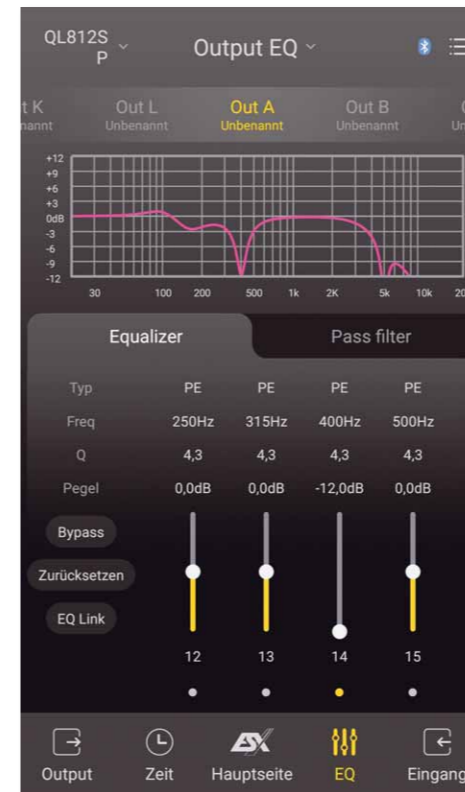 QL812S
P
Output EQ
t K
Out L
Out A
Out B
nannt
Unbenannt
Unbenannt
Unbenannt
Un
+12
+9
+6
+3
0dB
-3
-6
-9
-12
30 100 200 500 1k 2K 5k 10k 20
Equalizer
Pass filter
Typ PE PE PE PE
Freq 250Hz 315Hz 400Hz 500Hz
Q 4,3 4,3 4,3 4,3
Pegel 0,0dB 0,0dB -12,0dB 0,0dB
Bypass
Zurücksetzen
EQ Link
12 13 14 15
ESX
Output Zeit Hauptseite EQ Eingang